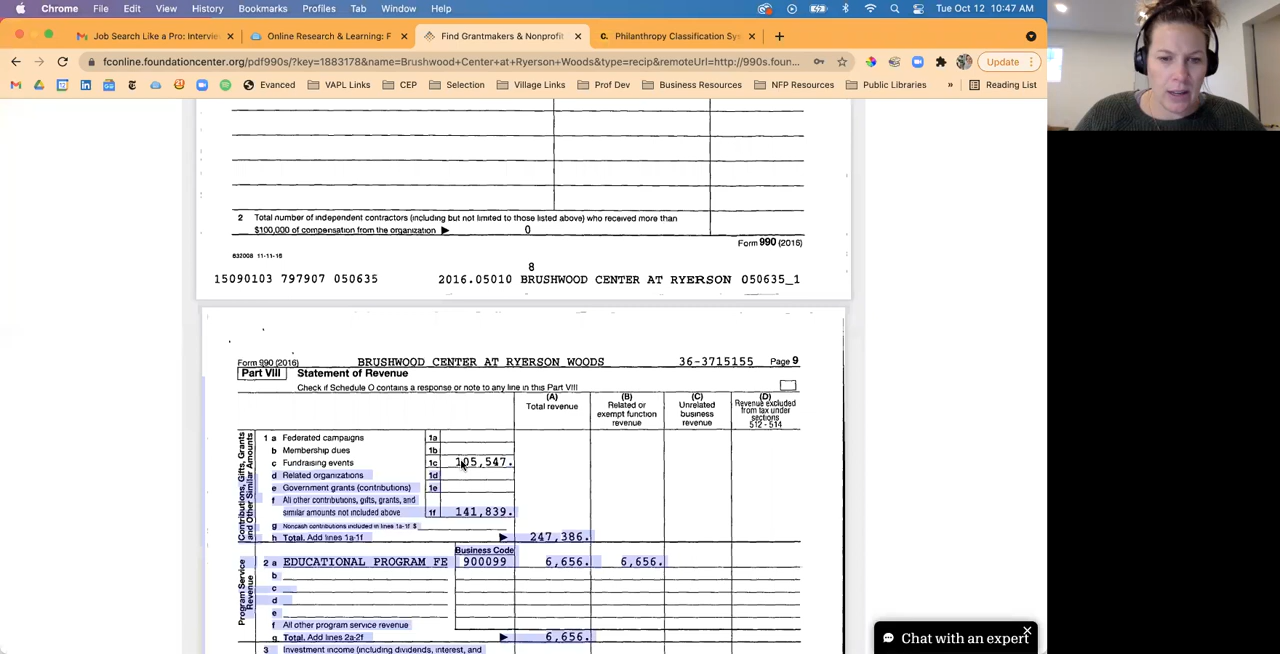 Chrome File Edit View History Bookmarks Profiles Tab Window Help Tue Oct 12 10:47 AM
Job Search Like a Pro: Intervie × Online Research & Learning: F × Find Grantmakers & Nonprofit × Philanthropy Classification Sys × +
fconline.foundationcenter.org/pdf990s/?key=1883178&name=Brushwood+Center+at+Ryerson+Woods&type=recip&remoteUrl=http://990s.foun... Update
Evanced VAPL Links CEP Selection Village Links Prof Dev Business Resources NFP Resources Public Libraries » Reading List
2 Total number of independent contractors (including but not limited to those listed above) who received more than
$100,000 of compensation from the organization ► 0
Form 990 (2016)
632008 11-11-16
8
15090103 797907 050635 2016.05010 BRUSHWOOD CENTER AT RYERSON 050635_1
Form 990 (2016) BRUSHWOOD CENTER AT RYERSON WOODS 36-3715155 Page 9
Part VIII Statement of Revenue
Check if Schedule O contains a response or note to any line in this Part VIII
(A) Total revenue
(B) Related or exempt function revenue
(C) Unrelated business revenue
(D) Revenue excluded from tax under sections 512 - 514
Contributions, Gifts, Grants and Other Similar Amounts
1 a Federated campaigns 1a
b Membership dues 1b
c Fundraising events 1c 105,547.
d Related organizations 1d
e Government grants (contributions) 1e
f All other contributions, gifts, grants, and
similar amounts not included above 1f 141,839.
g Noncash contributions included in lines 1a-1f $
h Total. Add lines 1a-1f ► 247,386.
Program Service Revenue
Business Code
2 a EDUCATIONAL PROGRAM FE 900099 6,656. 6,656.
b
c
d
e
f All other program service revenue
g Total. Add lines 2a-2f ► 6,656.
3 Investment income (including dividends, interest, and
Chat with an expert